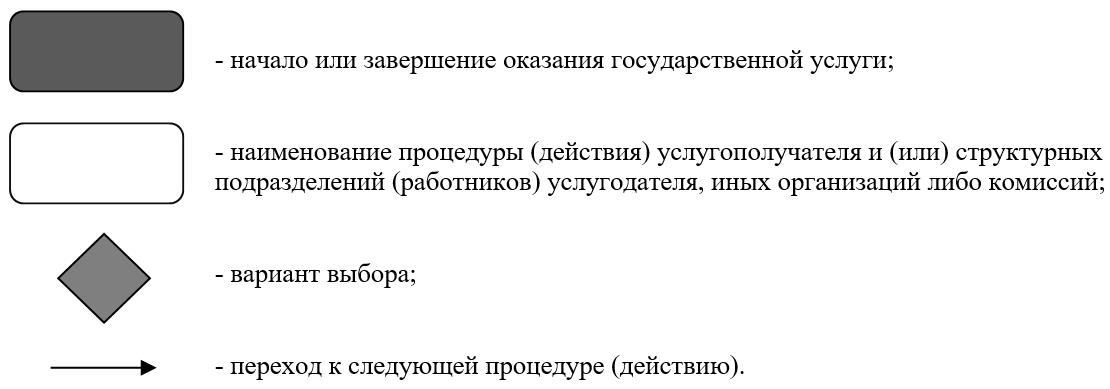 - начало или завершение оказания государственной услуги;
- наименование процедуры (действия) услугополучателя и (или) структурных
подразделений (работников) услугодателя, иных организаций либо комиссий;
- вариант выбора;
- переход к следующей процедуре (действию).